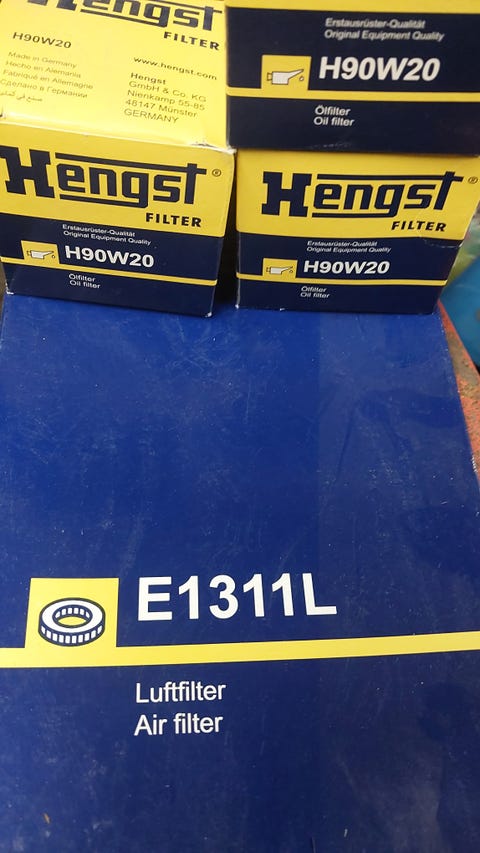 Hengst
FILTER
H90W20
Made in Germany
Hecho en Alemania
Fabriqué en Allemagne
Сделано в Германии
صنع في ألمانيا
www.hengst.com
Hengst
GmbH & Co. KG
Nienkamp 55-85
48147 Münster
GERMANY
Erstausrüster-Qualität
Original Equipment Quality
H90W20
Ölfilter
Oil filter
Hengst®
FILTER
Erstausrüster-Qualität
Original Equipment Quality
H90W20
Ölfilter
Oil filter
Hengst®
FILTER
Erstausrüster-Qualität
Original Equipment Quality
H90W20
Ölfilter
Oil filter
E1311L
Luftfilter
Air filter